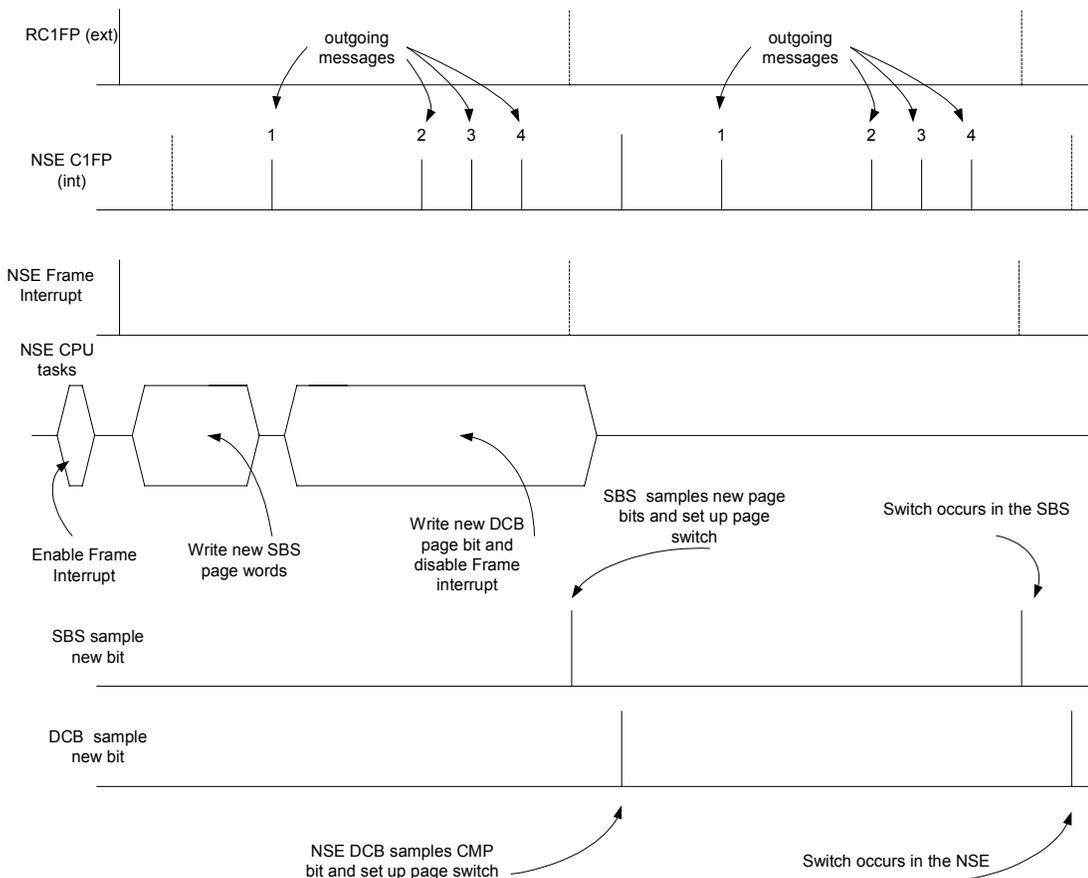 RC1FP (ext)
outgoing
messages
outgoing
messages
1
2
3
4
1
2
3
4
NSE C1FP
(int)
NSE Frame
Interrupt
NSE CPU
tasks
Enable Frame
Interrupt
Write new SBS
page words
Write new DCB
page bit and
disable Frame
interrupt
SBS samples new page
bits and set up page
switch
Switch occurs in the SBS
SBS sample
new bit
DCB sample
new bit
NSE DCB samples CMP
bit and set up page switch
Switch occurs in the NSE